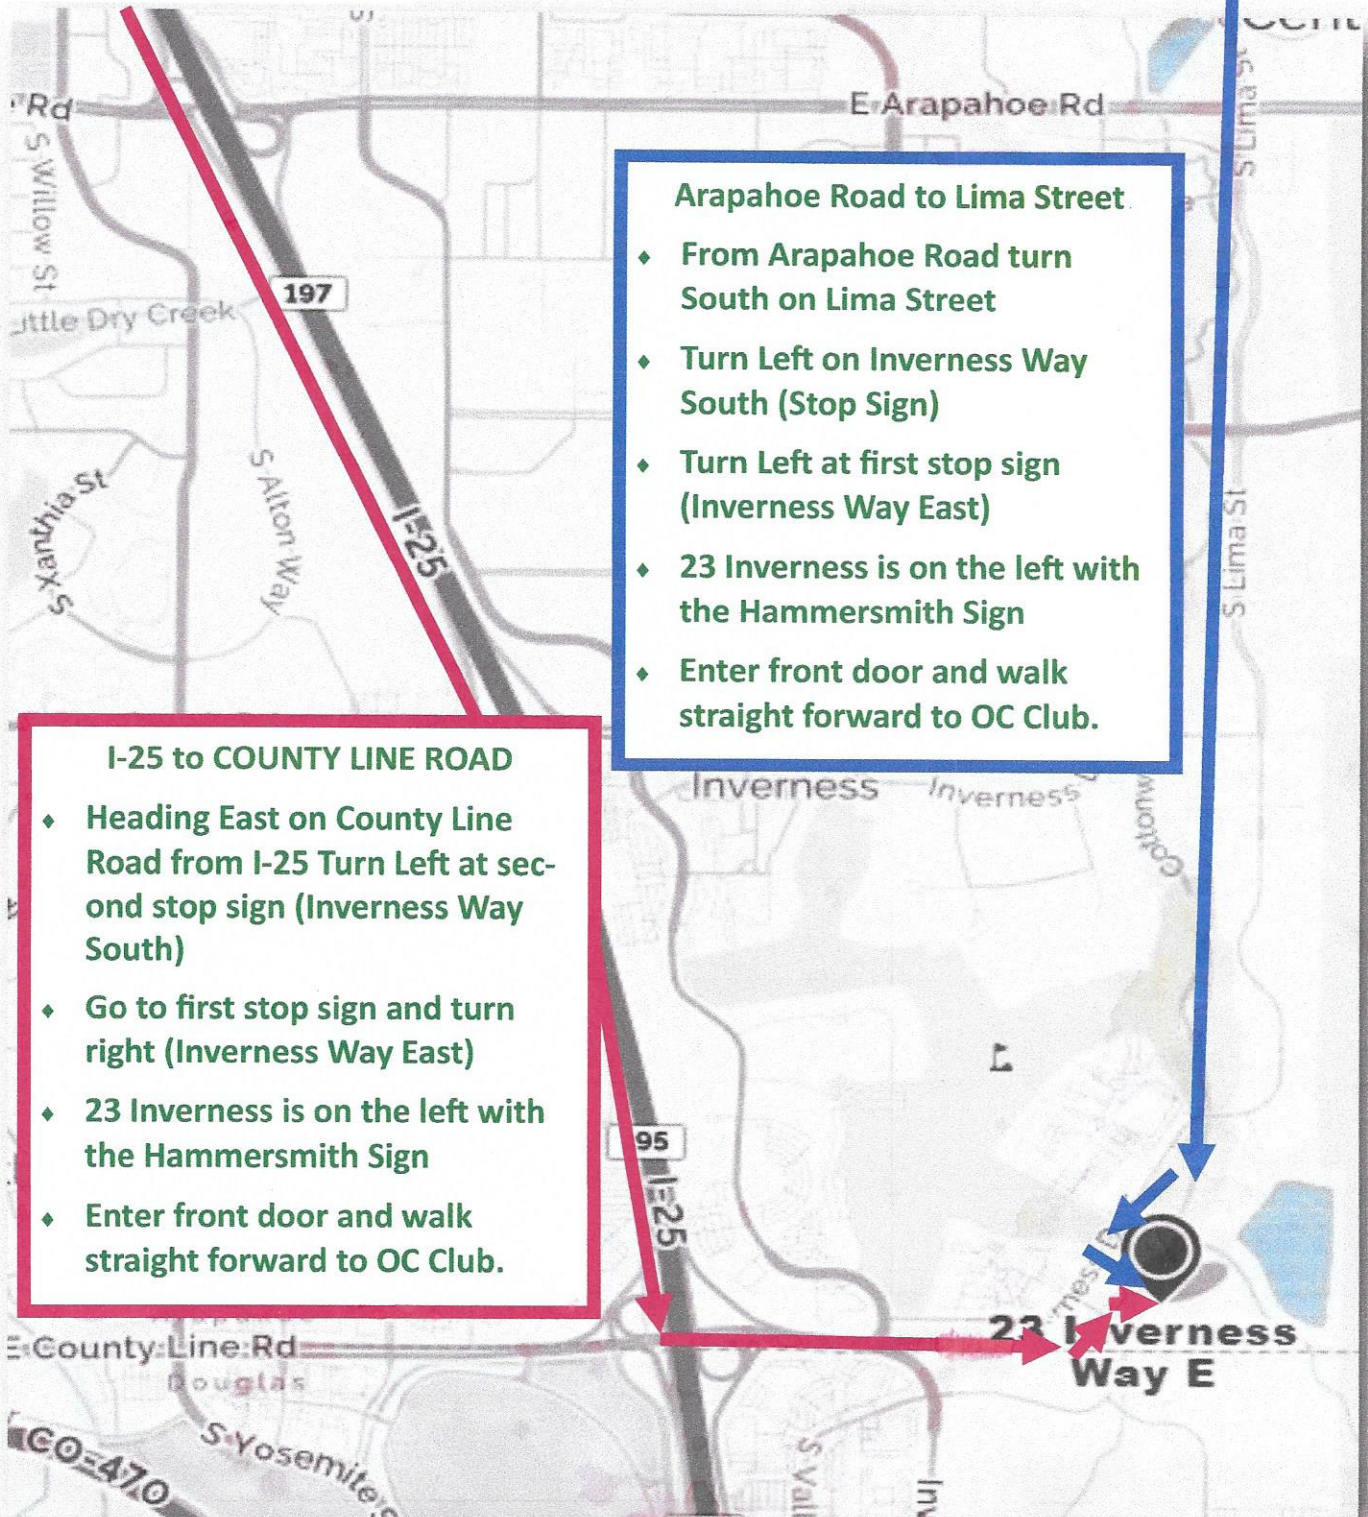 Rd
E Arapahoe Rd
S Lima St
S Willow St
197
Little Dry Creek
Arapahoe Road to Lima Street
From Arapahoe Road turn
South on Lima Street
Turn Left on Inverness Way
South (Stop Sign)
Turn Left at first stop sign
(Inverness Way East)
23 Inverness is on the left with
the Hammersmith Sign
Enter front door and walk
straight forward to OC Club.
S Xanthia St
S Alton Way
I-25
S Lima St
I-25 to COUNTY LINE ROAD
Heading East on County Line
Road from I-25 Turn Left at sec-
ond stop sign (Inverness Way
South)
Go to first stop sign and turn
right (Inverness Way East)
23 Inverness is on the left with
the Hammersmith Sign
Enter front door and walk
straight forward to OC Club.
Inverness
Inverness
95
I-25
23 Inverness
Way E
E County Line Rd
Douglas
S Yosemite
CO-470